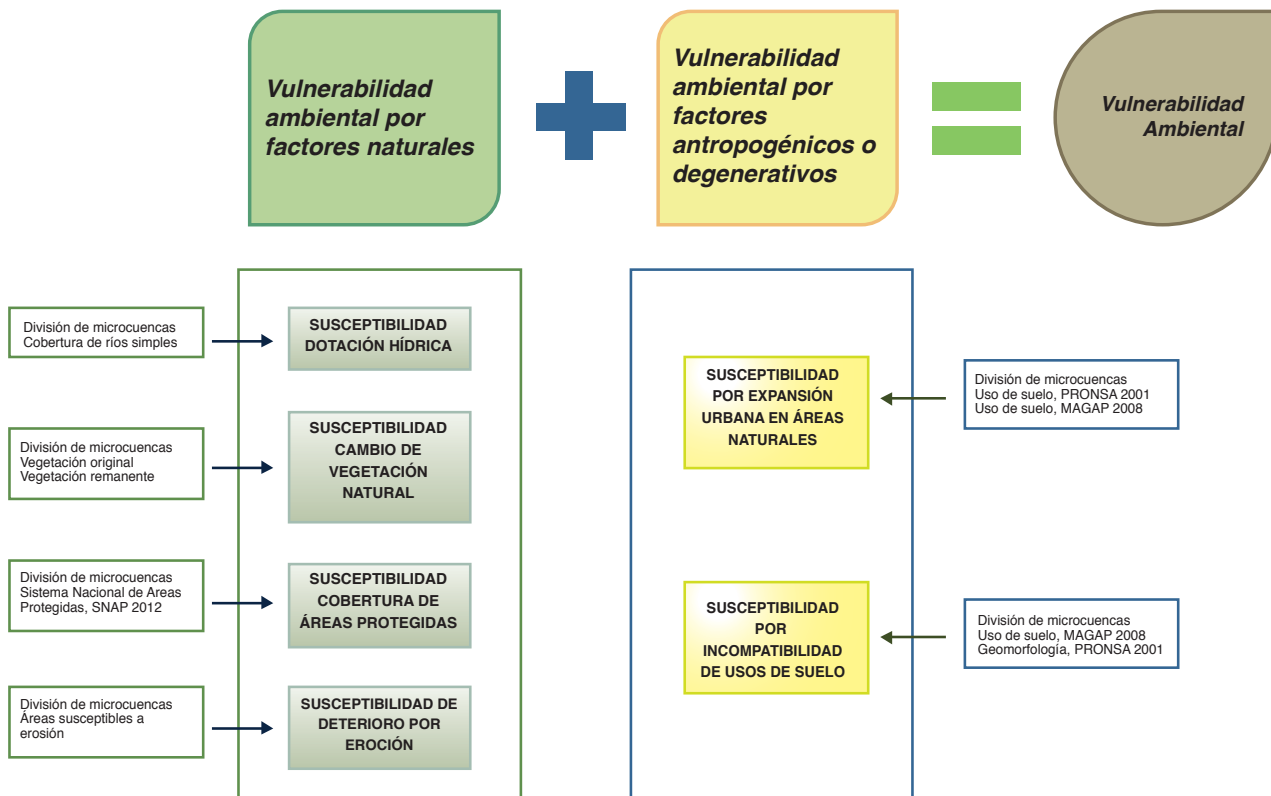 Vulnerabilidad
ambiental por
factores naturales
Vulnerabilidad
ambiental por
factores
antropogénicos o
degenerativos
Vulnerabilidad
Ambiental
División de microcuencas
Cobertura de ríos simples
SUSCEPTIBILIDAD
DOTACIÓN HÍDRICA
División de microcuencas
Vegetación original
Vegetación remanente
SUSCEPTIBILIDAD
CAMBIO DE
VEGETACIÓN
NATURAL
División de microcuencas
Sistema Nacional de Areas
Protegidas, SNAP 2012
SUSCEPTIBILIDAD
COBERTURA DE
ÁREAS PROTEGIDAS
División de microcuencas
Áreas susceptibles a
erosión
SUSCEPTIBILIDAD DE
DETERIORO POR
EROCIÓN
SUSCEPTIBILIDAD
POR EXPANSIÓN
URBANA EN ÁREAS
NATURALES
División de microcuencas
Uso de suelo, PRONSA 2001
Uso de suelo, MAGAP 2008
SUSCEPTIBILIDAD
POR
INCOMPATIBILIDAD
DE USOS DE SUELO
División de microcuencas
Uso de suelo, MAGAP 2008
Geomorfología, PRONSA 2001